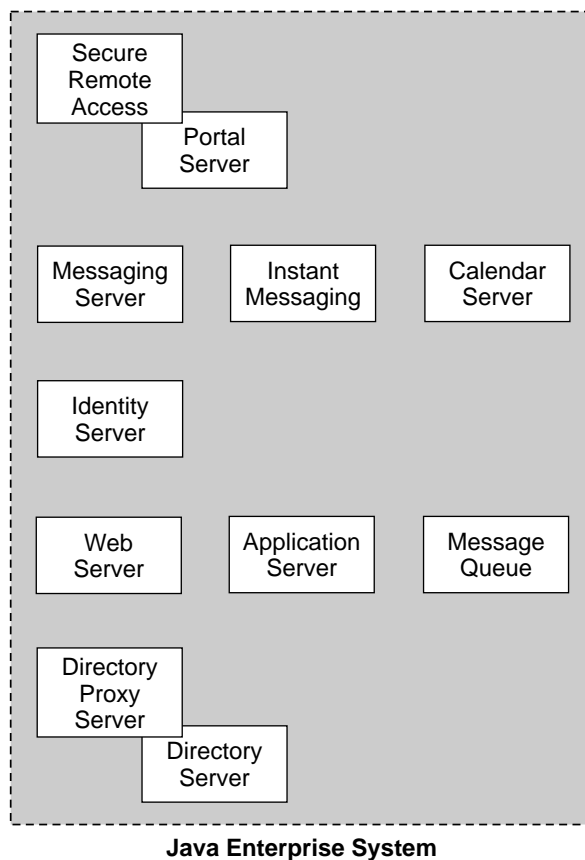 Secure
Remote
Access
Portal
Server
Messaging
Server
Instant
Messaging
Calendar
Server
Identity
Server
Web
Server
Application
Server
Message
Queue
Directory
Proxy
Server
Directory
Server
Java Enterprise System